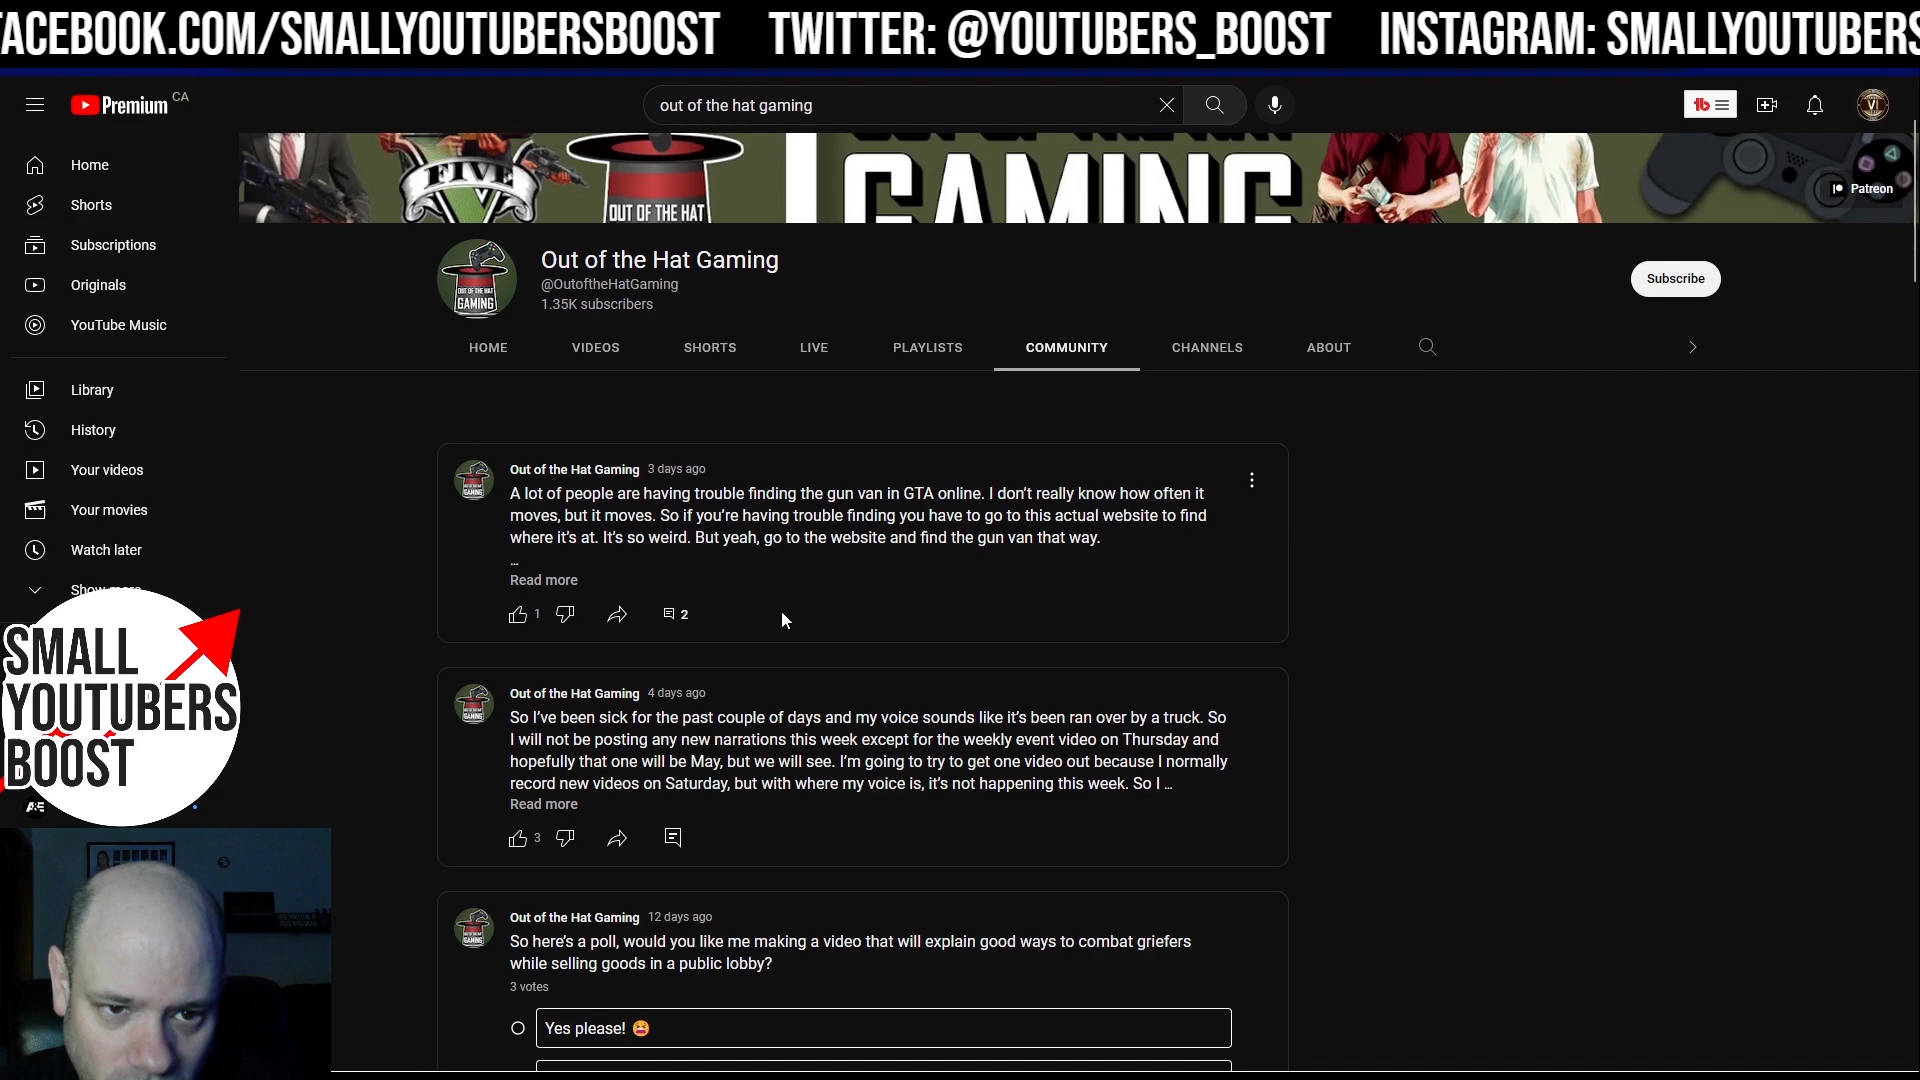 FACEBOOK.COM/SMALLYOUTUBERSBOOST TWITTER: @YOUTUBERS_BOOST INSTAGRAM: SMALLYOUTUBERS
Premium CA
out of the hat gaming
Home
Shorts
Subscriptions
Originals
YouTube Music
Library
History
Your videos
Your movies
Watch later
Show more
FIVE
OUT OF THE HAT
GAMING
Patreon
OUT OF THE HAT
GAMING
Out of the Hat Gaming
@OutoftheHatGaming
1.35K subscribers
Subscribe
HOME VIDEOS SHORTS LIVE PLAYLISTS COMMUNITY CHANNELS ABOUT
Out of the Hat Gaming 3 days ago
A lot of people are having trouble finding the gun van in GTA online. I don’t really know how often it
moves, but it moves. So if you’re having trouble finding you have to go to this actual website to find
where it’s at. It’s so weird. But yeah, go to the website and find the gun van that way.
...
Read more
1 2
Out of the Hat Gaming 4 days ago
So I’ve been sick for the past couple of days and my voice sounds like it’s been ran over by a truck. So
I will not be posting any new narrations this week except for the weekly event video on Thursday and
hopefully that one will be May, but we will see. I’m going to try to get one video out because I normally
record new videos on Saturday, but with where my voice is, it’s not happening this week. So I ...
Read more
3
Out of the Hat Gaming 12 days ago
So here’s a poll, would you like me making a video that will explain good ways to combat griefers
while selling goods in a public lobby?
3 votes
Yes please! 😫
SMALL
YOUTUBERS
BOOST
A&E